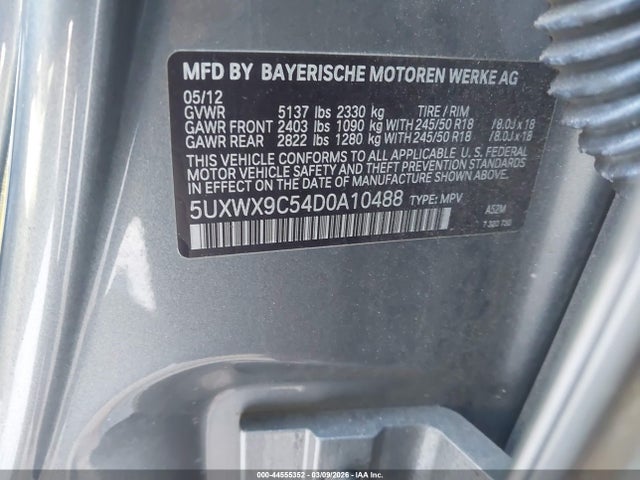 MFD BY BAYERISCHE MOTOREN WERKE AG
05/12
GVWR 5137 lbs 2330 kg TIRE / RIM
GAWR FRONT 2403 lbs 1090 kg WITH 245/50 R18 /8.0J x 18
GAWR REAR 2822 lbs 1280 kg WITH 245/50 R18 /8.0J x 18
THIS VEHICLE CONFORMS TO ALL APPLICABLE U.S. FEDERAL
MOTOR VEHICLE SAFETY AND THEFT PREVENTION STANDARDS
IN EFFECT ON THE DATE OF MANUFACTURE SHOWN ABOVE.
5UXWX9C54D0A10488 TYPE: MPV A52M
000-44555352 | 03/09/2026 - IAA Inc.